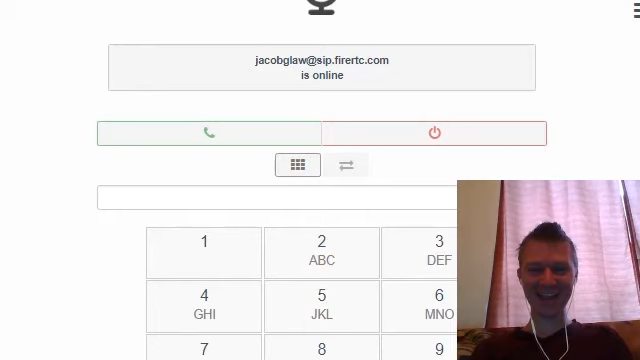 jacobglaw@sip.firertc.com
is online
1
2
3
ABC
DEF
4
5
6
GHI
JKL
MNO
7
8
9